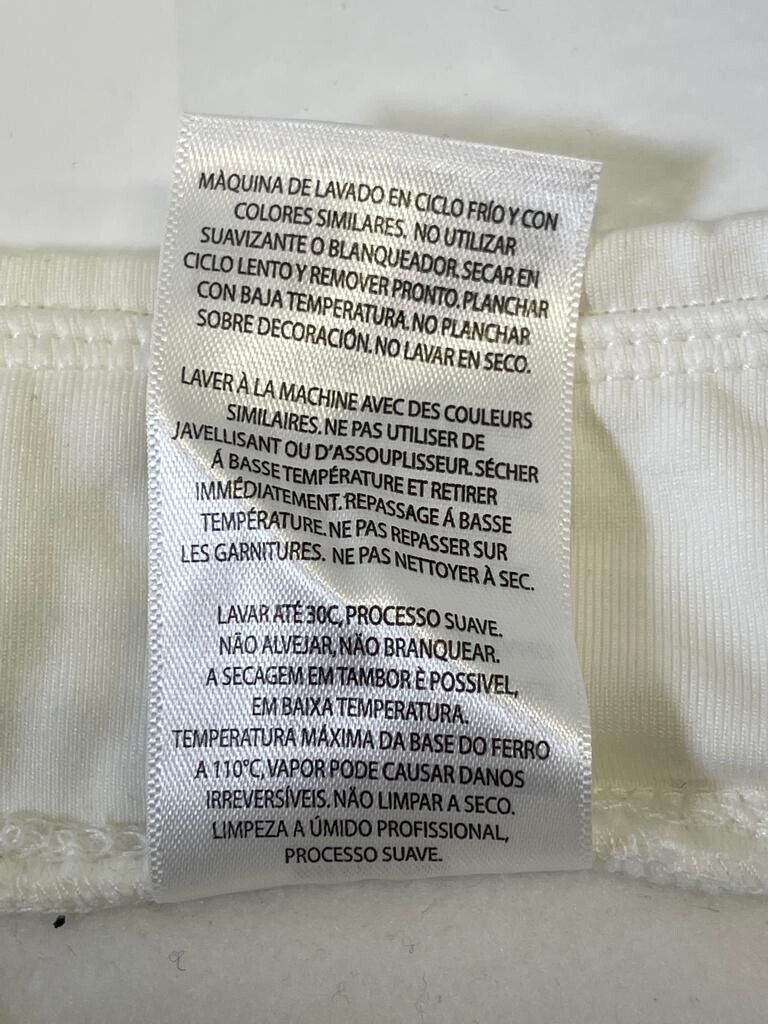 MÀQUINA DE LAVADO EN CICLO FRÍO Y CON
COLORES SIMILARES. NO UTILIZAR
SUAVIZANTE O BLANQUEADOR. SECAR EN
CICLO LENTO Y REMOVER PRONTO. PLANCHAR
CON BAJA TEMPERATURA. NO PLANCHAR
SOBRE DECORACIÓN. NO LAVAR EN SECO.
LAVER À LA MACHINE AVEC DES COULEURS
SIMILAIRES. NE PAS UTILISER DE
JAVELLISANT OU D'ASSOUPLISSEUR. SÉCHER
Á BASSE TEMPÉRATURE ET RETIRER
IMMÉDIATEMENT. REPASSAGE Á BASSE
TEMPÉRATURE. NE PAS REPASSER SUR
LES GARNITURES. NE PAS NETTOYER À SEC.
LAVAR ATÉ 30C, PROCESSO SUAVE.
NÃO ALVEJAR, NÃO BRANQUEAR.
A SECAGEM EM TAMBOR È POSSIVEL,
EM BAIXA TEMPERATURA.
TEMPERATURA MÁXIMA DA BASE DO FERRO
A 110°C, VAPOR PODE CAUSAR DANOS
IRREVERSÍVEIS. NÃO LIMPAR A SECO.
LIMPEZA A ÚMIDO PROFISSIONAL,
PROCESSO SUAVE.